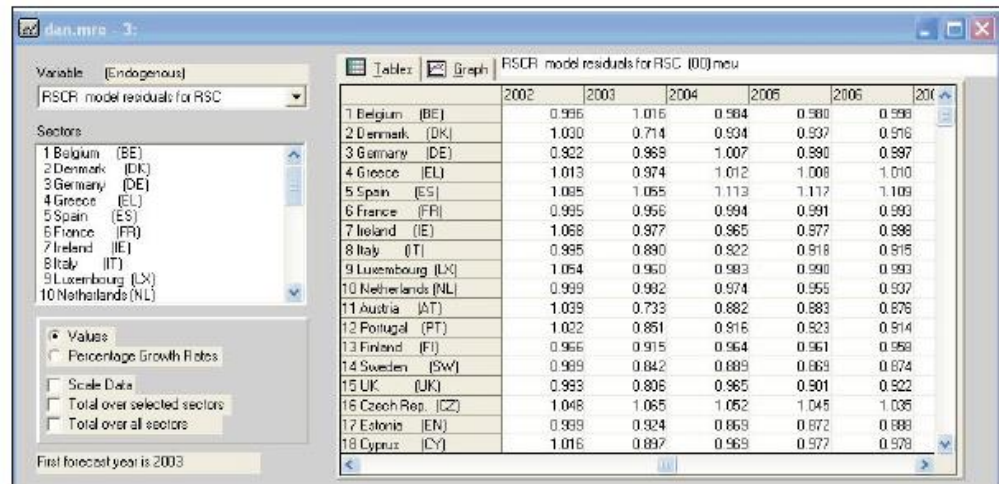 dan.mre - 3:
Variable (Endogenous)
RSCR model residuals for RSC
Sectors
1 Belgium (BE)
2 Denmark (DK)
3 Germany (DE)
4 Greece (EL)
5 Spain (ES)
6 France (FR)
7 Ireland (IE)
8 Italy (IT)
9 Luxembourg (LX)
10 Netherlands (NL)
Values
Percentage Growth Rates
Scale Data
Total over selected sectors
Total over all sectors
First forecast year is 2003
Tables Graph RSCR model residuals for RSC (00) meu
2002 2003 2004 2005 2006 200
1 Belgium (BE) 0.996 1.016 0.984 0.980 0.998
2 Denmark (DK) 1.030 0.714 0.934 0.937 0.916
3 Germany (DE) 0.922 0.969 1.007 0.990 0.997
4 Greece (EL) 1.013 0.974 1.012 1.008 1.010
5 Spain (ES) 1.085 1.055 1.113 1.117 1.109
6 France (FR) 0.995 0.956 0.994 0.991 0.993
7 Ireland (IE) 1.068 0.977 0.965 0.977 0.998
8 Italy (IT) 0.995 0.890 0.922 0.918 0.915
9 Luxembourg (LX) 1.054 0.960 0.983 0.990 0.993
10 Netherlands (NL) 0.999 0.982 0.974 0.955 0.937
11 Austria (AT) 1.039 0.733 0.882 0.883 0.876
12 Portugal (PT) 1.022 0.851 0.916 0.923 0.914
13 Finland (FI) 0.966 0.915 0.964 0.961 0.958
14 Sweden (SW) 0.989 0.842 0.889 0.869 0.874
15 UK (UK) 0.993 0.806 0.965 0.901 0.922
16 Czech Rep. (CZ) 1.048 1.065 1.052 1.045 1.035
17 Estonia (EN) 0.999 0.924 0.869 0.872 0.888
18 Cyprus (CY) 1.016 0.897 0.969 0.977 0.978